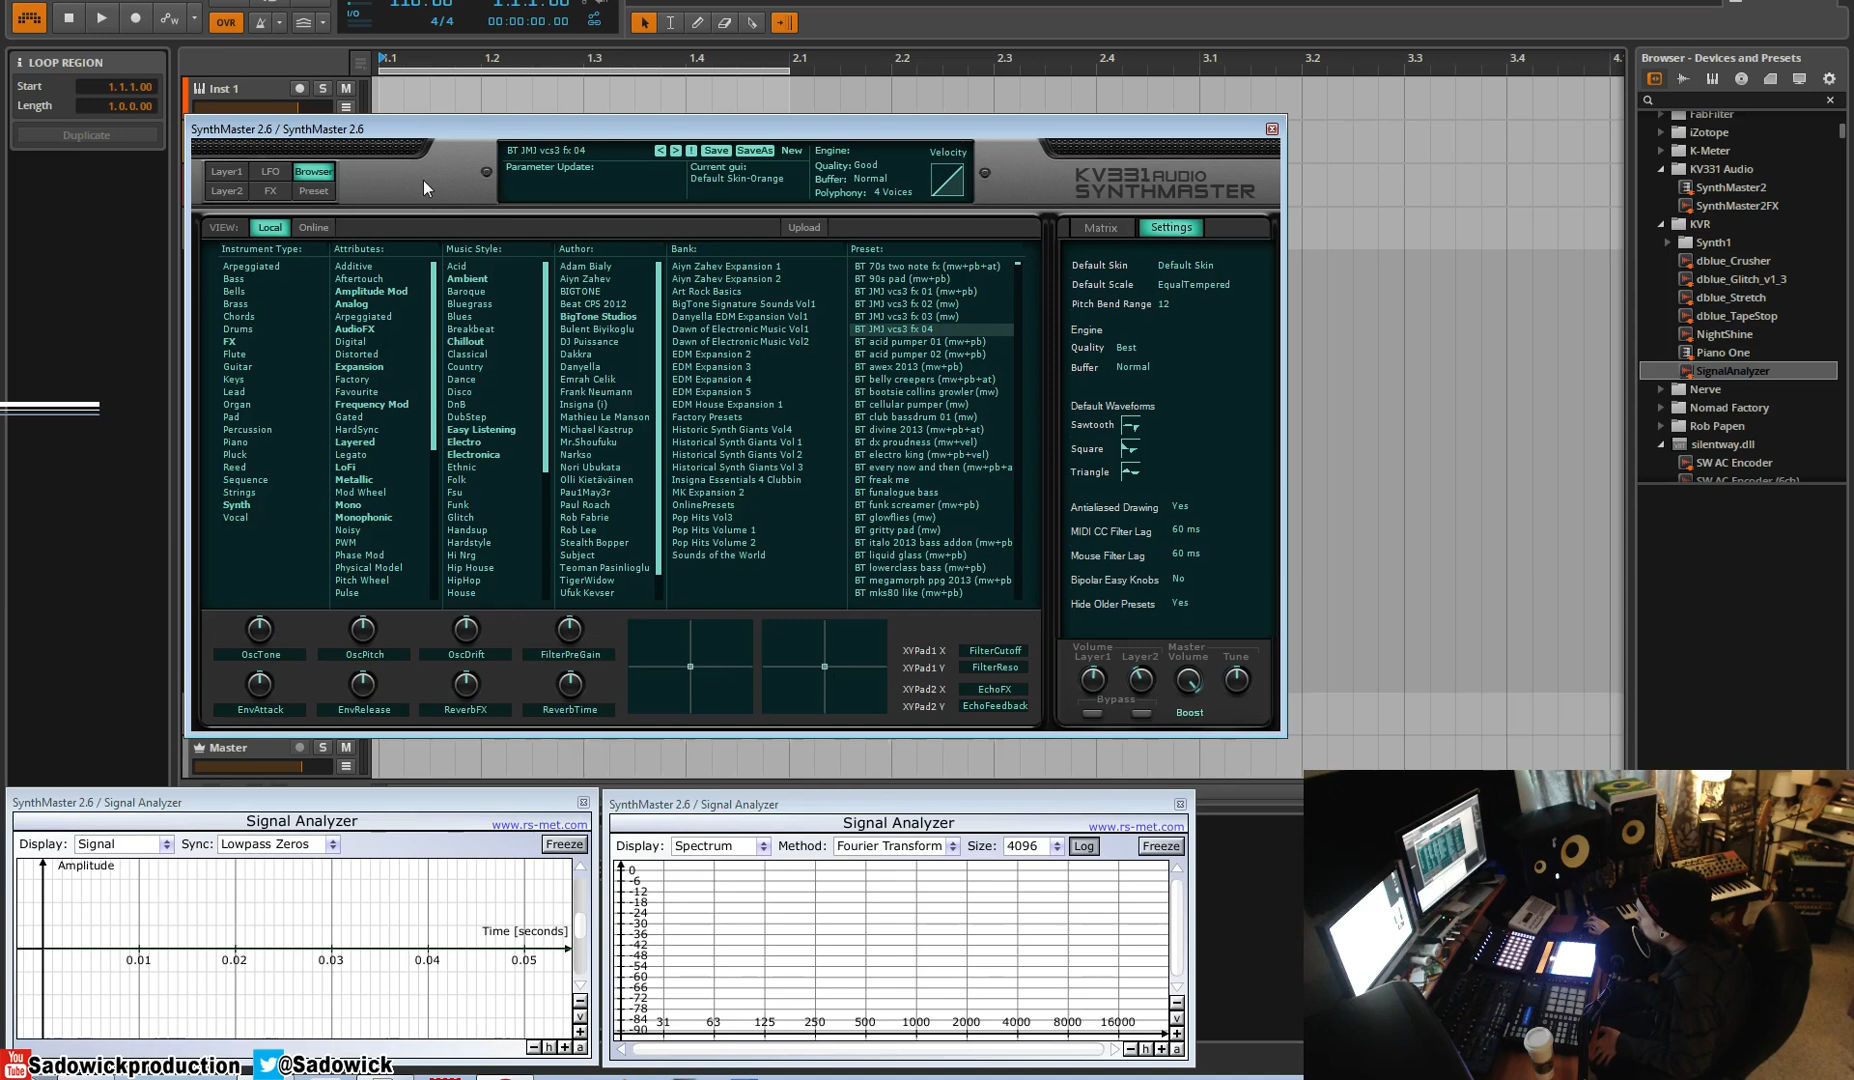 OVR
I/O
110.00
4/4
1.1.1.00
00:00:00.00
LOOP REGION
Start 1.1.1.00
Length 1.0.0.00
Duplicate
1.1 1.2 1.3 1.4 2.1 2.2 2.3 2.4 3.1 3.2 3.3 3.4
Inst 1 S M
SynthMaster 2.6 / SynthMaster 2.6
Layer1 LFO Browser
Layer2 FX Preset
BT JMJ vcs3 fx 04 < > ! Save SaveAs New
Parameter Update:
Current gui:
Default Skin-Orange
Engine:
Quality: Good
Buffer: Normal
Polyphony: 4 Voices
Velocity
KV331 AUDIO
SYNTHMASTER
VIEW: Local Online Upload
Instrument Type:
Arpeggiated
Bass
Bells
Brass
Chords
Drums
FX
Flute
Guitar
Keys
Lead
Organ
Pad
Percussion
Piano
Pluck
Reed
Sequence
Strings
Synth
Vocal
Attributes:
Additive
Aftertouch
Amplitude Mod
Analog
Arpeggiated
AudioFX
Digital
Distorted
Expansion
Factory
Favourite
Frequency Mod
Gated
HardSync
Layered
Legato
LoFi
Metallic
Mod Wheel
Mono
Monophonic
Noisy
PWM
Phase Mod
Physical Model
Pitch Wheel
Pulse
Music Style:
Acid
Ambient
Baroque
Bluegrass
Blues
Breakbeat
Chillout
Classical
Country
Dance
Disco
DnB
DubStep
Easy Listening
Electro
Electronica
Ethnic
Folk
Fsu
Funk
Glitch
Handsup
Hardstyle
Hi Nrg
Hip House
HipHop
House
Author:
Adam Bialy
Aiyn Zahev
BIGTONE
Beat CPS 2012
BigTone Studios
Bulent Biyikoglu
DJ Puissance
Dakkra
Danyella
Emrah Celik
Frank Neumann
Insigna (i)
Mathieu Le Manson
Michael Kastrup
Mr.Shoufuku
Narkso
Nori Ubukata
Olli Kietäväinen
Pau1May3r
Paul Roach
Rob Fabrie
Rob Lee
Stealth Bopper
Subject
Teoman Pasinlioglu
TigerWidow
Ufuk Kevser
Bank:
Aiyn Zahev Expansion 1
Aiyn Zahev Expansion 2
Art Rock Basics
BigTone Signature Sounds Vol1
Danyella EDM Expansion Vol1
Dawn of Electronic Music Vol1
Dawn of Electronic Music Vol2
EDM Expansion 2
EDM Expansion 3
EDM Expansion 4
EDM Expansion 5
EDM House Expansion 1
Factory Presets
Historic Synth Giants Vol4
Historical Synth Giants Vol 1
Historical Synth Giants Vol 2
Historical Synth Giants Vol 3
Insigna Essentials 4 Clubbin
MK Expansion 2
OnlinePresets
Pop Hits Vol3
Pop Hits Volume 1
Pop Hits Volume 2
Sounds of the World
Preset:
BT 70s two note fx (mw+pb+at)
BT 90s pad (mw+pb)
BT JMJ vcs3 fx 01 (mw+pb)
BT JMJ vcs3 fx 02 (mw)
BT JMJ vcs3 fx 03 (mw)
BT JMJ vcs3 fx 04
BT acid pumper 01 (mw+pb)
BT acid pumper 02 (mw+pb)
BT awex 2013 (mw+pb)
BT belly creepers (mw+pb+at)
BT bootsie collins growler (mw+pb)
BT cellular pumper (mw)
BT club bassdrum 01 (mw)
BT divine 2013 (mw+pb+at)
BT dx proudness (mw+vel)
BT electro king (mw+pb+vel)
BT every now and then (mw+pb+a
BT freak me
BT funalogue bass
BT funk screamer (mw+pb)
BT glowflies (mw)
BT gritty pad (mw)
BT italo 2013 bass addon (mw+pb
BT liquid glass (mw+pb)
BT lowerclass bass (mw+pb)
BT megamorph ppg 2013 (mw+pb
BT mks80 like (mw+pb)
Matrix Settings
Default Skin Default Skin
Default Scale EqualTempered
Pitch Bend Range 12
Engine
Quality Best
Buffer Normal
Default Waveforms
Sawtooth
Square
Triangle
Antialiased Drawing Yes
MIDI CC Filter Lag 60 ms
Mouse Filter Lag 60 ms
Bipolar Easy Knobs No
Hide Older Presets Yes
OscTone OscPitch OscDrift FilterPreGain
EnvAttack EnvRelease ReverbFX ReverbTime
XYPad1 X FilterCutoff
XYPad1 Y FilterReso
XYPad2 X EchoFX
XYPad2 Y EchoFeedback
Volume Master
Layer1 Layer2 Volume Tune
Bypass
Boost
Master S M
Browser - Devices and Presets
FabFilter
iZotope
K-Meter
KV331 Audio
SynthMaster2
SynthMaster2FX
KVR
Synth1
dblue_Crusher
dblue_Glitch_v1_3
dblue_Stretch
dblue_TapeStop
NightShine
Piano One
SignalAnalyzer
Nerve
Nomad Factory
Rob Papen
silentway.dll
SW AC Encoder
SW AC Encoder (6ch)
SynthMaster 2.6 / Signal Analyzer
Signal Analyzer
www.rs-met.com
Display: Signal Sync: Lowpass Zeros Freeze
Amplitude
Time [seconds]
0.01 0.02 0.03 0.04 0.05
v
- h + a
SynthMaster 2.6 / Signal Analyzer
Signal Analyzer
www.rs-met.com
Display: Spectrum Method: Fourier Transform Size: 4096 Log Freeze
0
-6
-12
-18
-24
-30
-36
-42
-48
-54
-60
-66
-72
-78
-84
-90
31 63 125 250 500 1000 2000 4000 8000 16000
v
- h + a
You Tube Sadowickproduction @Sadowick